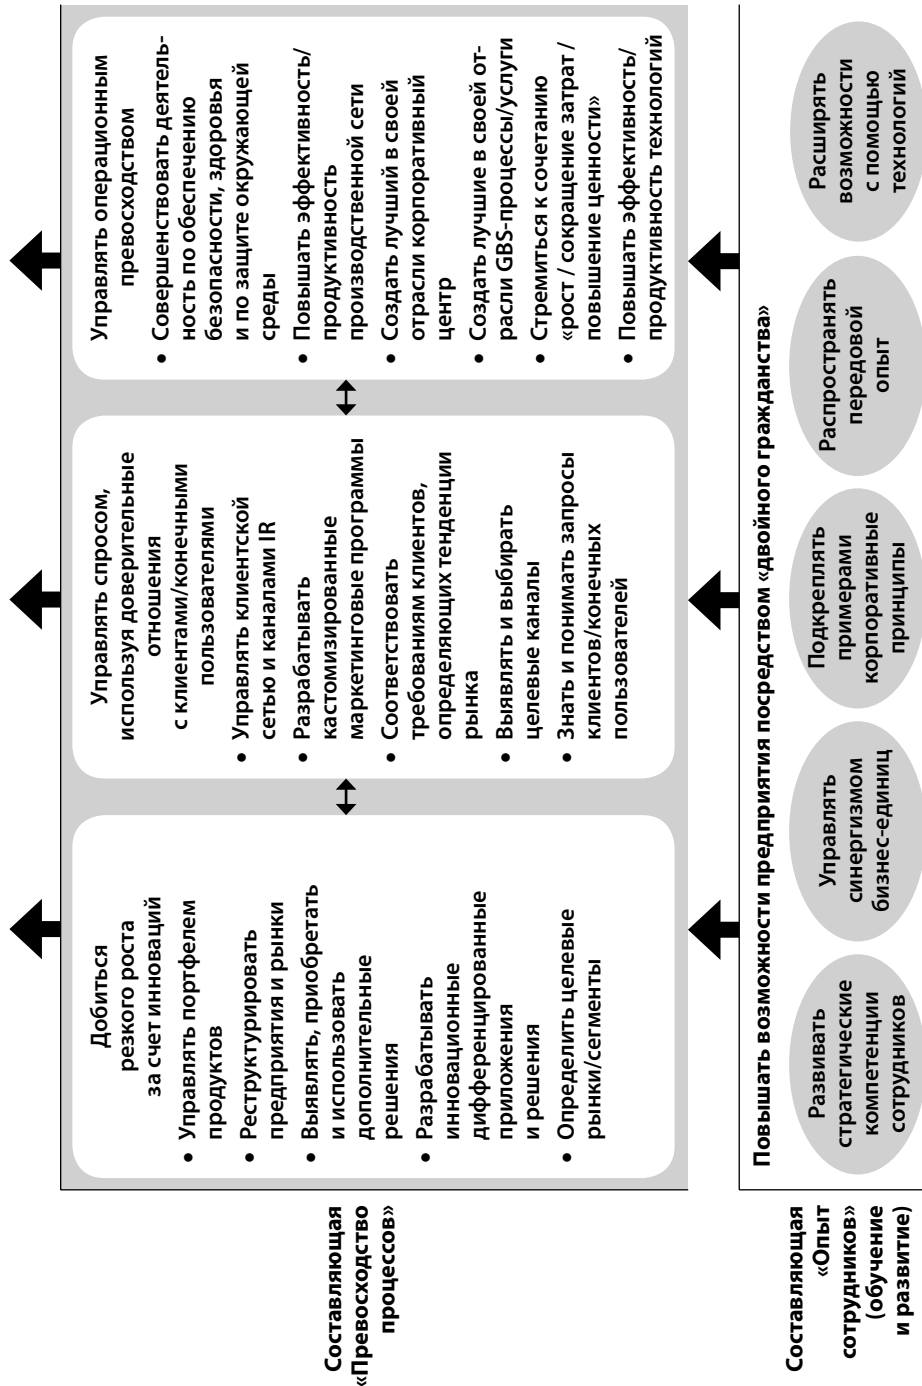 Составляющая
«Превосходство
процессов»
Добиться
резкого роста
за счет инноваций
• Управлять портфелем
продуктов
• Реструктурировать
предприятия и рынки
• Выявлять, приобретать
и использовать
дополнительные
решения
• Разрабатывать
инновационные
дифференцированные
приложения
и решения
• Определить целевые
рынки/сегменты
Управлять спросом,
используя доверительные
отношения
с клиентами/конечными
пользователями
• Управлять клиентской
сетью и каналами IR
• Разрабатывать
кастомизированные
маркетинговые программы
• Соответствовать
требованиям клиентов,
определяющих тенденции
рынка
• Выявлять и выбирать
целевые каналы
• Знать и понимать запросы
клиентов/конечных
пользователей
Управлять операционным
превосходством
• Совершенствовать деятель-
ность по обеспечению
безопасности, здоровья
и по защите окружающей
среды
• Повышать эффективность/
продуктивность
производственной сети
• Создать лучший в своей
отрасли корпоративный
центр
• Создать лучшие в своей от-
расли GBS-процессы/услуги
• Стремиться к сочетанию
«рост / сокращение затрат /
повышение ценности»
• Повышать эффективность/
продуктивность технологий
Составляющая
«Опыт
сотрудников»
(обучение
и развитие)
Повышать возможности предприятия посредством «двойного гражданства»
Развивать
стратегические
компетенции
сотрудников
Управлять
синергизмом
бизнес-единиц
Подкреплять
примерами
корпоративные
принципы
Распространять
передовой
опыт
Расширять
возможности
с помощью
технологий